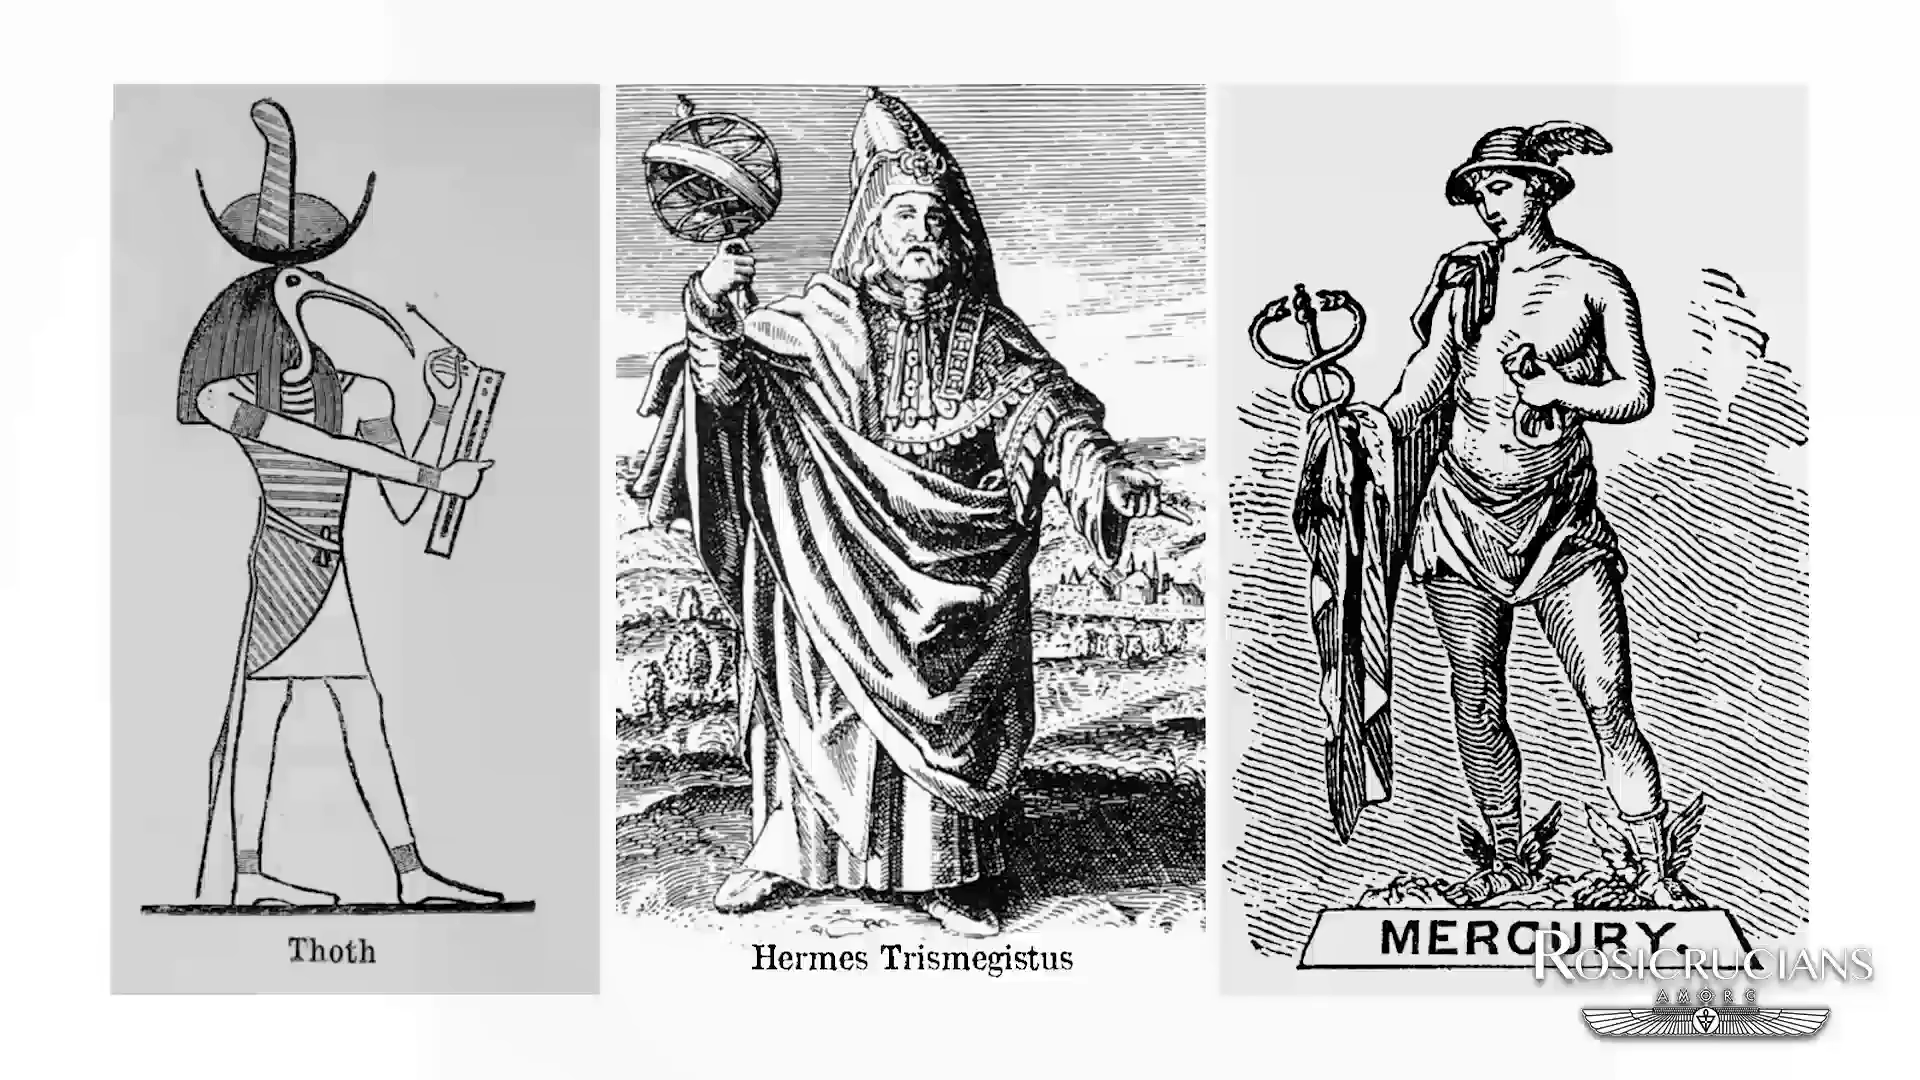 Thoth
Hermes Trismegistus
MERCURY.
ROSICRUCIANS
AMORC